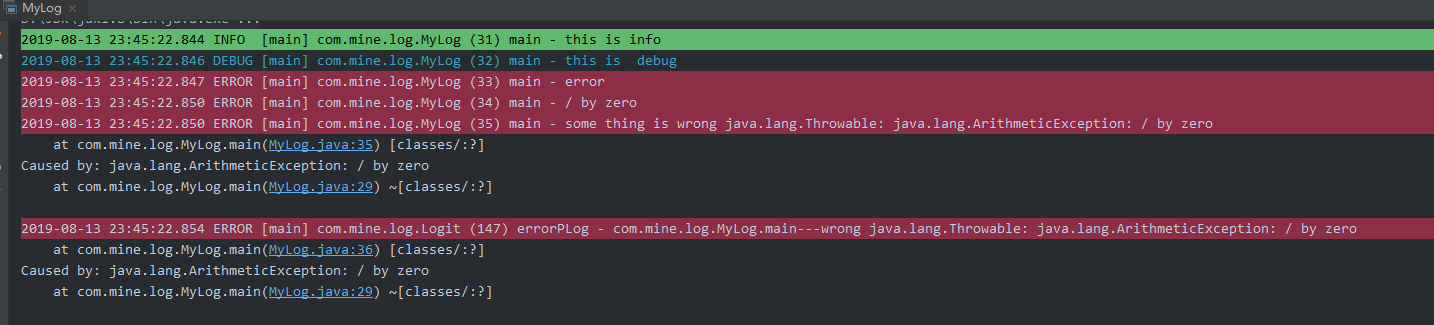 MyLog
D:\JDK\jdk1.8\bin\java.exe ...
2019-08-13 23:45:22.844 INFO  [main] com.mine.log.MyLog (31) main - this is info
2019-08-13 23:45:22.846 DEBUG [main] com.mine.log.MyLog (32) main - this is  debug
2019-08-13 23:45:22.847 ERROR [main] com.mine.log.MyLog (33) main - error
2019-08-13 23:45:22.850 ERROR [main] com.mine.log.MyLog (34) main - / by zero
2019-08-13 23:45:22.850 ERROR [main] com.mine.log.MyLog (35) main - some thing is wrong java.lang.Throwable: java.lang.ArithmeticException: / by zero
    at com.mine.log.MyLog.main(MyLog.java:35) [classes/:?]
Caused by: java.lang.ArithmeticException: / by zero
    at com.mine.log.MyLog.main(MyLog.java:29) ~[classes/:?]
2019-08-13 23:45:22.854 ERROR [main] com.mine.log.Logit (147) errorPLog - com.mine.log.MyLog.main---wrong java.lang.Throwable: java.lang.ArithmeticException: / by zero
    at com.mine.log.MyLog.main(MyLog.java:36) [classes/:?]
Caused by: java.lang.ArithmeticException: / by zero
    at com.mine.log.MyLog.main(MyLog.java:29) ~[classes/:?]